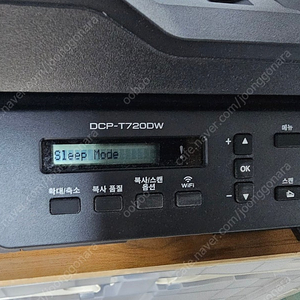 DCP-T720DW
Sleep Mode
메뉴
+
OK
확대/축소
복사 품질
복사/스캔
옵션
WiFi
-
스캔